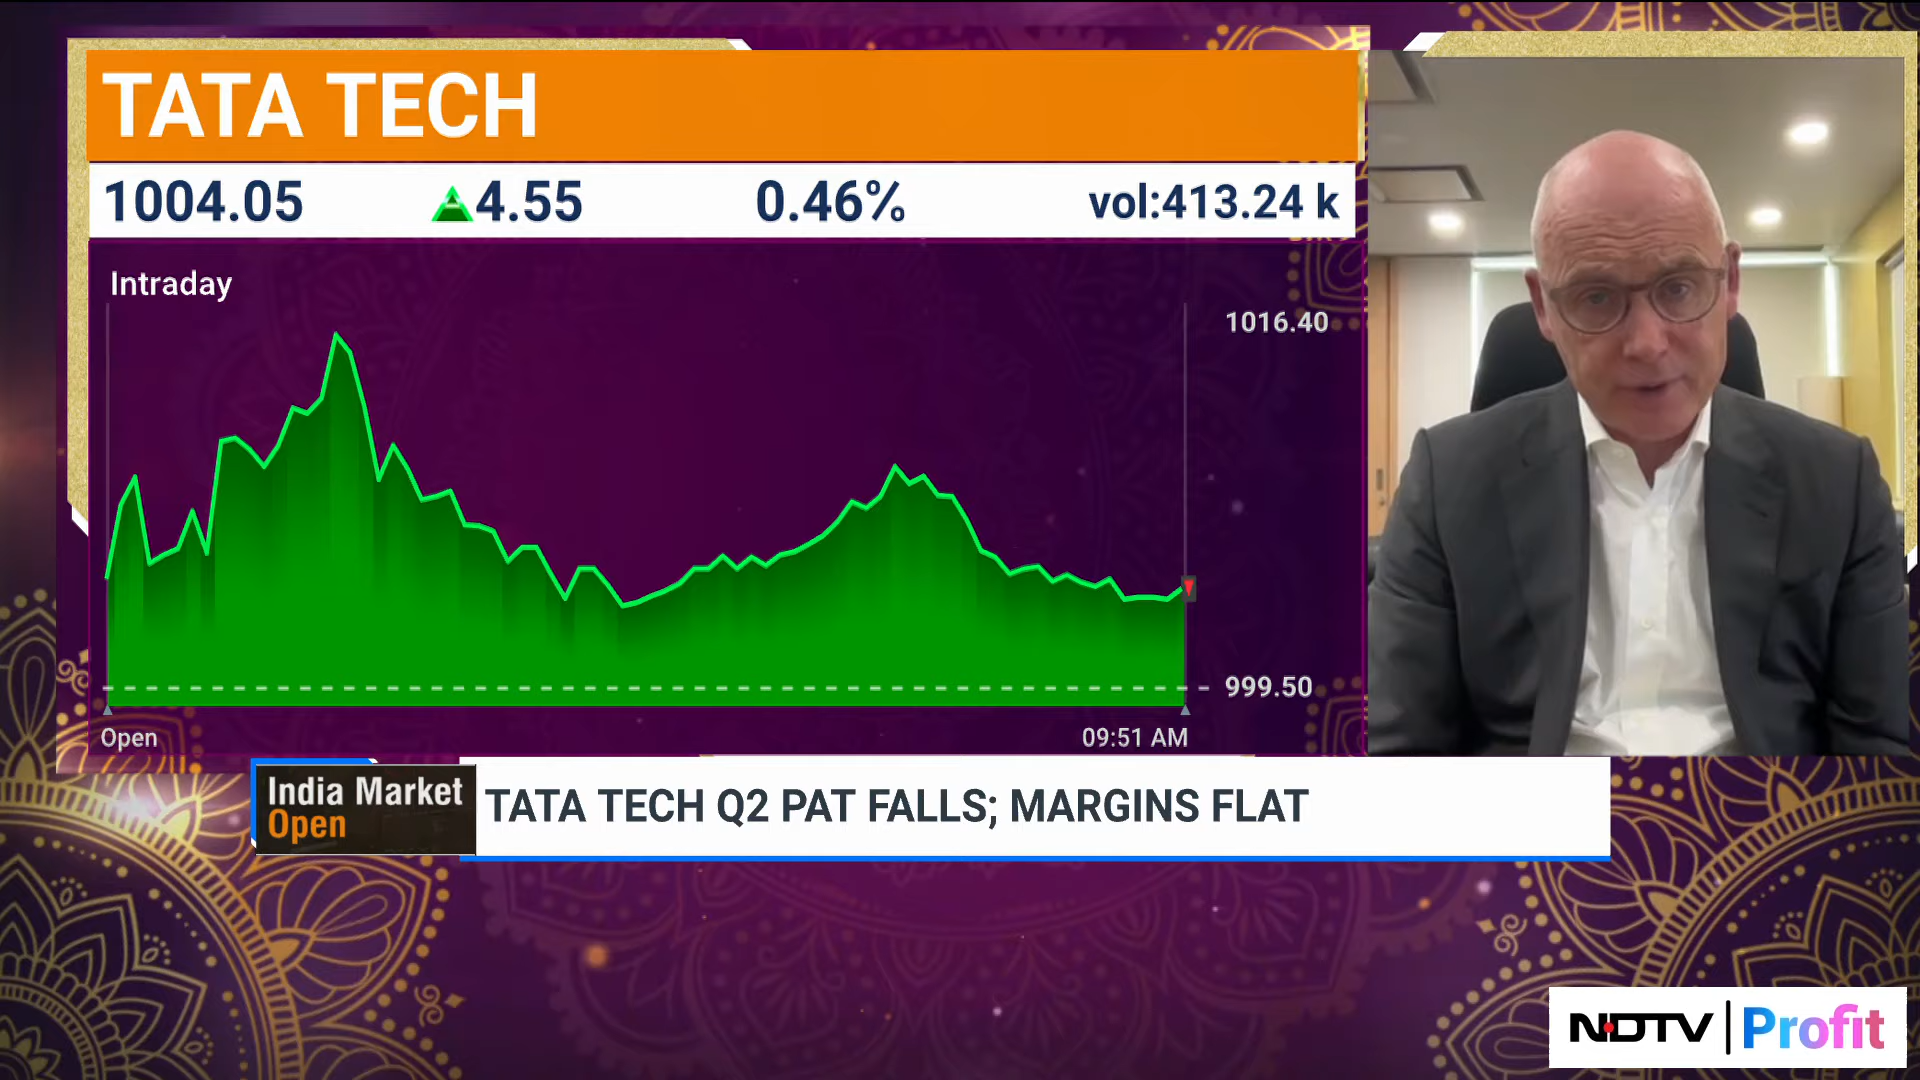 TATA TECH
1004.05 4.55 0.46% vol:413.24 k
Intraday
1016.40
999.50
Open 09:51 AM
India Market
Open
TATA TECH Q2 PAT FALLS; MARGINS FLAT
NDTV Profit